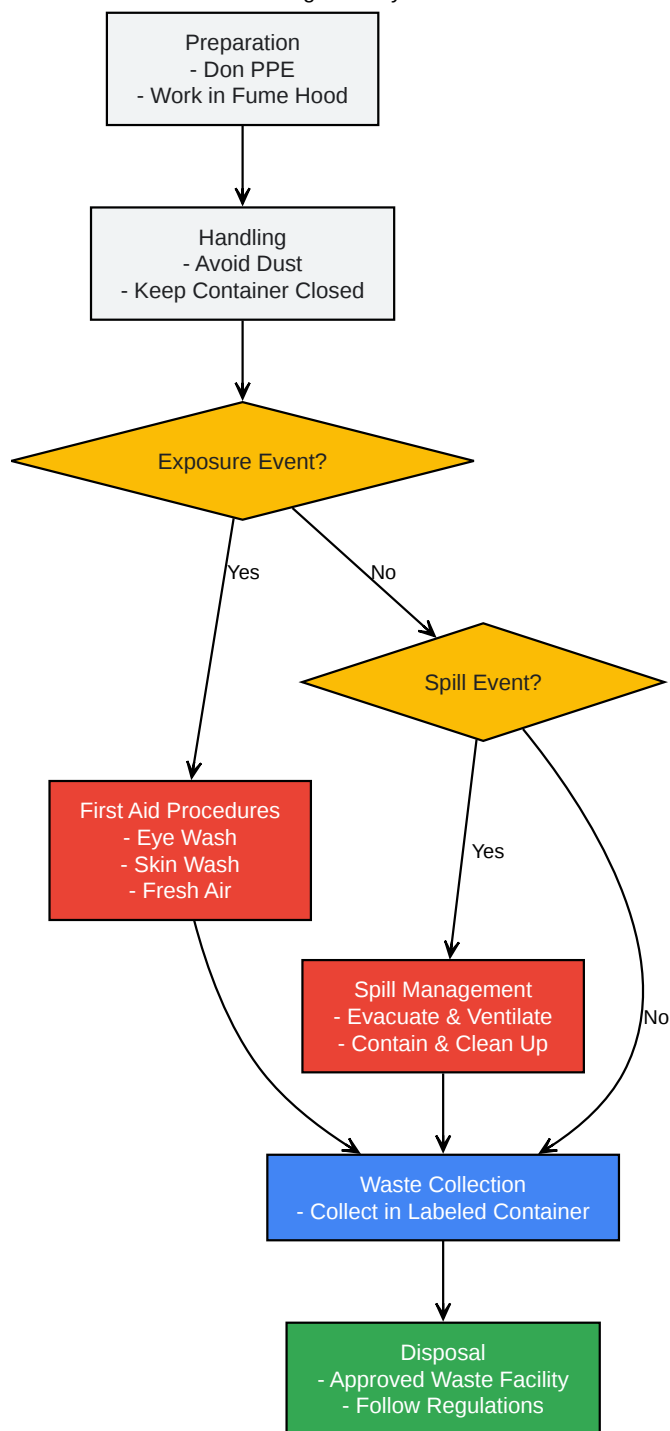 Preparation
- Don PPE
- Work in Fume Hood
Handling
- Avoid Dust
- Keep Container Closed
Exposure Event?
Yes
No
Spill Event?
First Aid Procedures
- Eye Wash
- Skin Wash
- Fresh Air
Yes
Spill Management
- Evacuate & Ventilate
- Contain & Clean Up
No
Waste Collection
- Collect in Labeled Container
Disposal
- Approved Waste Facility
- Follow Regulations